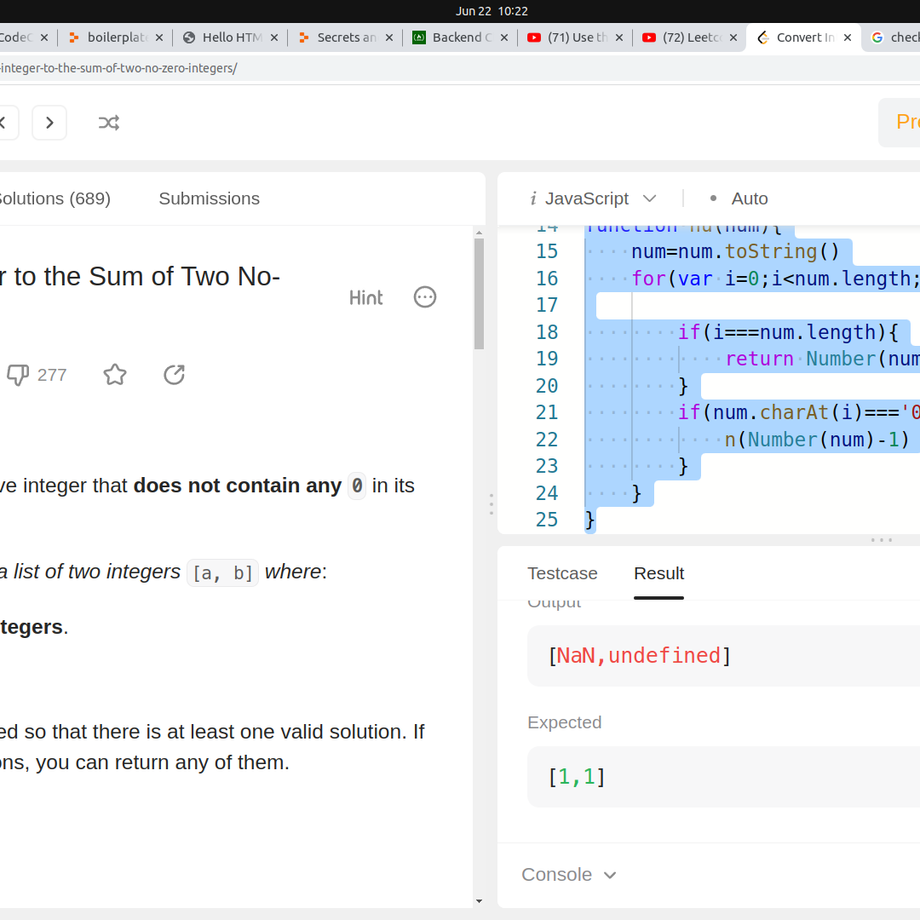 Jun 22 10:22
CodeC × boilerplat × Hello HTM × Secrets an × Backend C × (71) Use th × (72) Leetc × Convert In × chec
-integer-to-the-sum-of-two-no-zero-integers/
Pre
Solutions (689) Submissions
r to the Sum of Two No-
Hint
277
ve integer that does not contain any 0 in its
a list of two integers [a, b] where:
tegers.
ed so that there is at least one valid solution. If
ons, you can return any of them.
i JavaScript • Auto
14 function nu(num){
15 num=num.toString()
16 for(var i=0;i<num.length;
17
18 if(i===num.length){
19 return Number(num
20 }
21 if(num.charAt(i)==='0
22 n(Number(num)-1)
23 }
24 }
25 }
Testcase Result
Output
[NaN,undefined]
Expected
[1,1]
Console